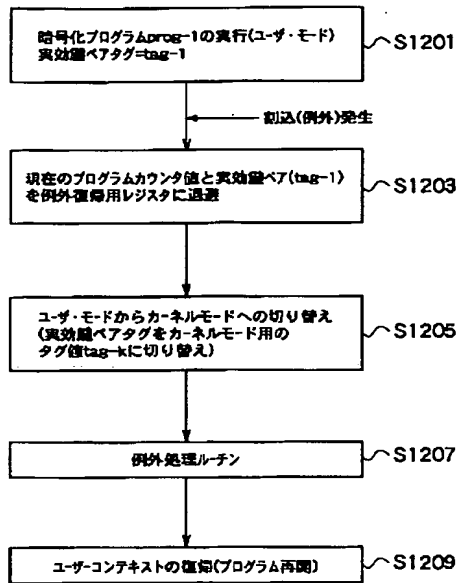 暗号化プログラムprog-1の実行(ユーザ・モード)
実効鍵ペアタグ=tag-1
S1201
割込(例外)発生
現在のプログラムカウンタ値と実効鍵ペア(tag-1)
を例外復帰用レジスタに退避
S1203
ユーザ・モードからカーネルモードへの切り替え
(実効鍵ペアタグをカーネルモード用の
タグ値tag-kに切り替え)
S1205
例外処理ルーチン
S1207
ユーザーコンテキストの復帰(プログラム再開)
S1209